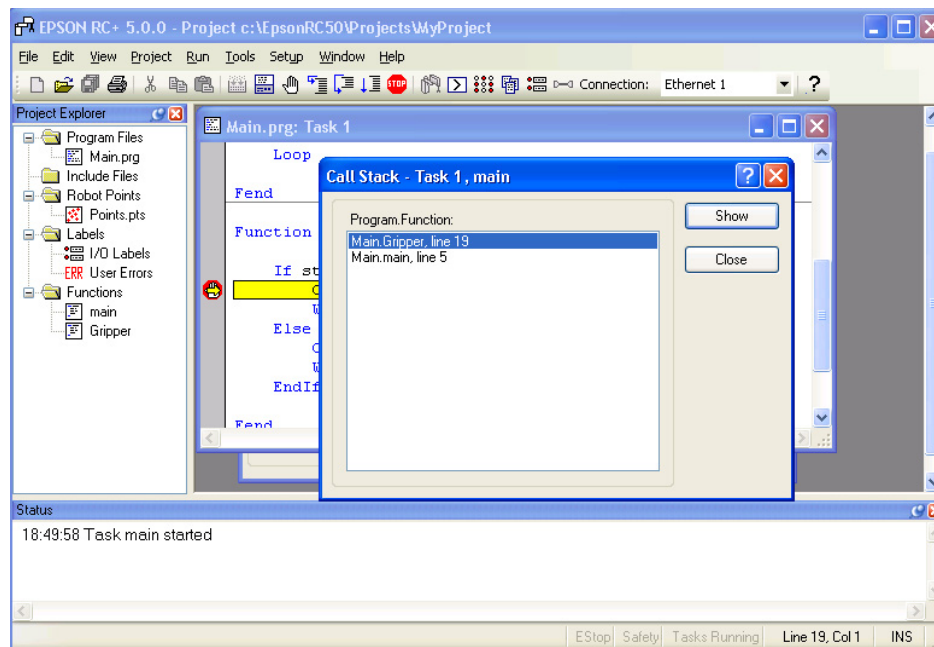 EPSON RC+ 5.0.0 - Project c:\EpsonRC50\Projects\MyProject
File Edit View Project Run Tools Setup Window Help
STOP Connection: Ethernet 1 ?
Project Explorer
Program Files
Main.prg
Include Files
Robot Points
Points.pts
Labels
I/O Labels
ERR User Errors
Functions
main
Gripper
Main.prg: Task 1
Loop
Fend
Function
If st
Else
EndIf
Fend
Call Stack - Task 1, main
Program.Function:
Main.Gripper, line 19
Main.main, line 5
Show
Close
Status
18:49:58 Task main started
EStop Safety Tasks Running Line 19, Col 1 INS